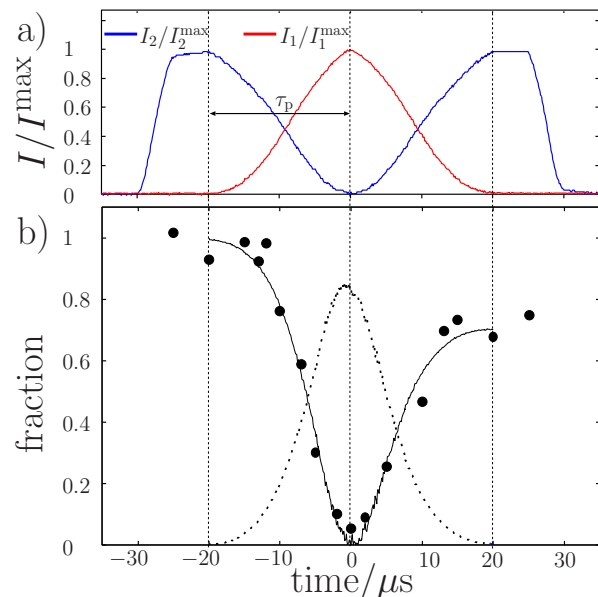 a)
I₂/I₂ᵐᵃˣ
I₁/I₁ᵐᵃˣ
1
0.8
0.6
0.4
0.2
0
I/Iᵐᵃˣ
τₚ
b)
1
0.8
0.6
0.4
0.2
0
fraction
−30 −20 −10 0 10 20 30
time/μs